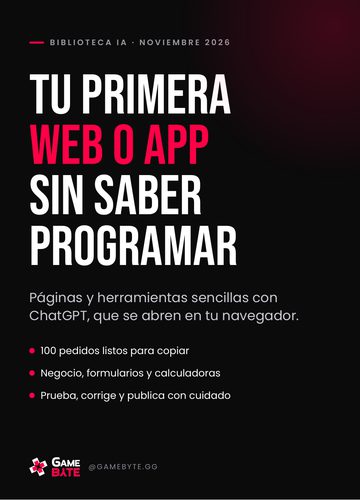 BIBLIOTECA IA · NOVIEMBRE 2026
TU PRIMERA
WEB O APP
SIN SABER
PROGRAMAR
Páginas y herramientas sencillas con
ChatGPT, que se abren en tu navegador.
100 pedidos listos para copiar
Negocio, formularios y calculadoras
Prueba, corrige y publica con cuidado
GAME
BYTE
@GAMEBYTE.GG